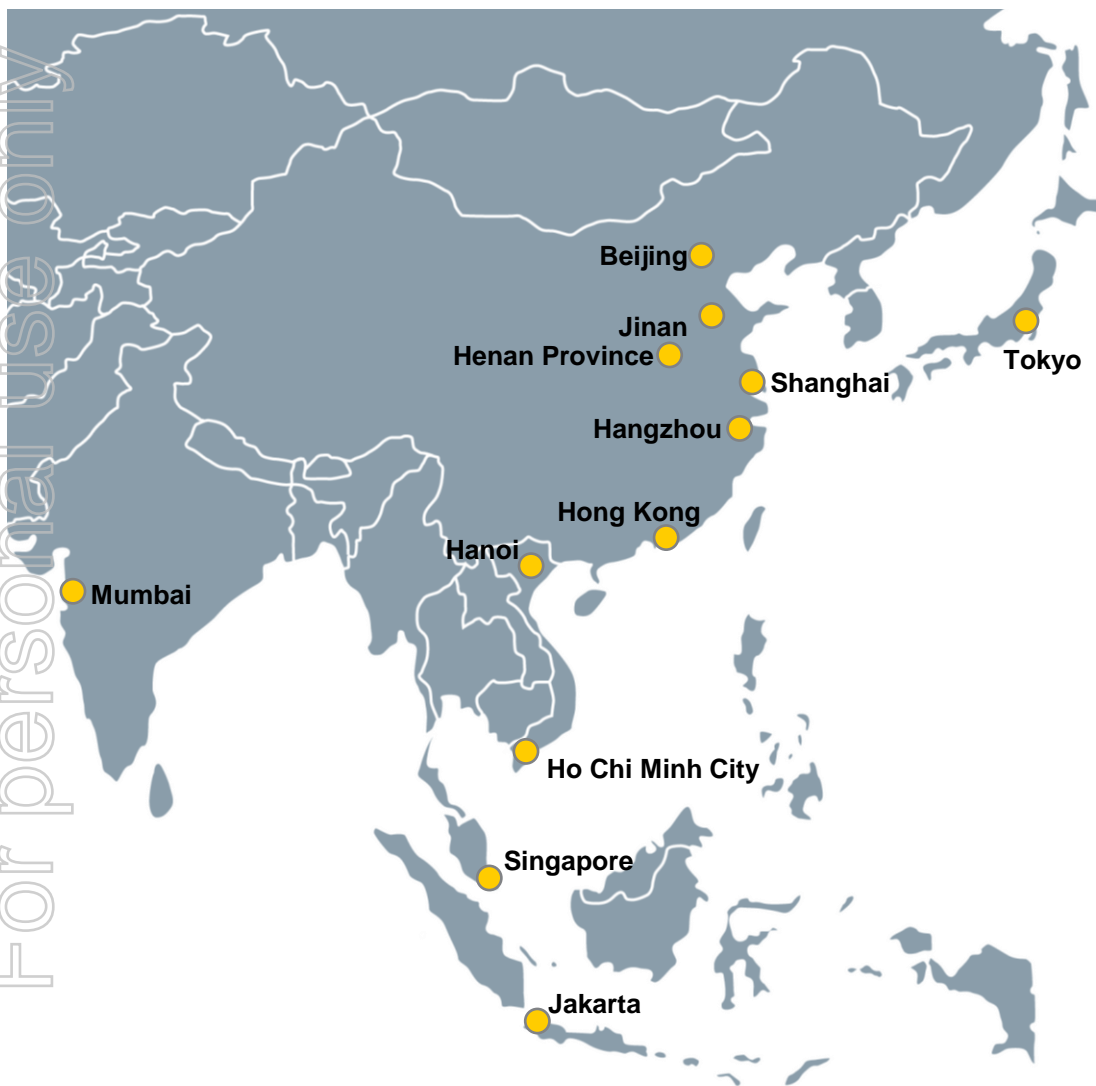 For personal use only
Beijing
Jinan
Henan Province
Tokyo
Shanghai
Hangzhou
Hong Kong
Hanoi
Mumbai
Ho Chi Minh City
Singapore
Jakarta